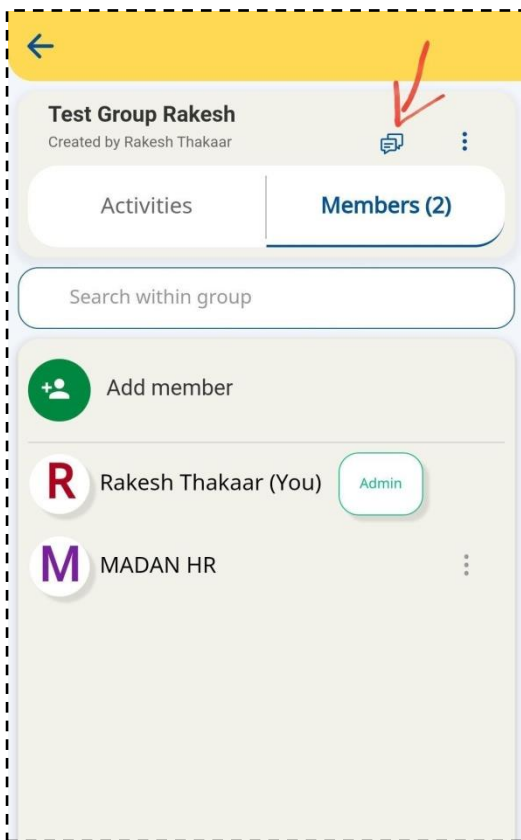 Test Group Rakesh
Created by Rakesh Thakaar
Activities
Members (2)
Search within group
Add member
R
Rakesh Thakaar (You)
Admin
M
MADAN HR